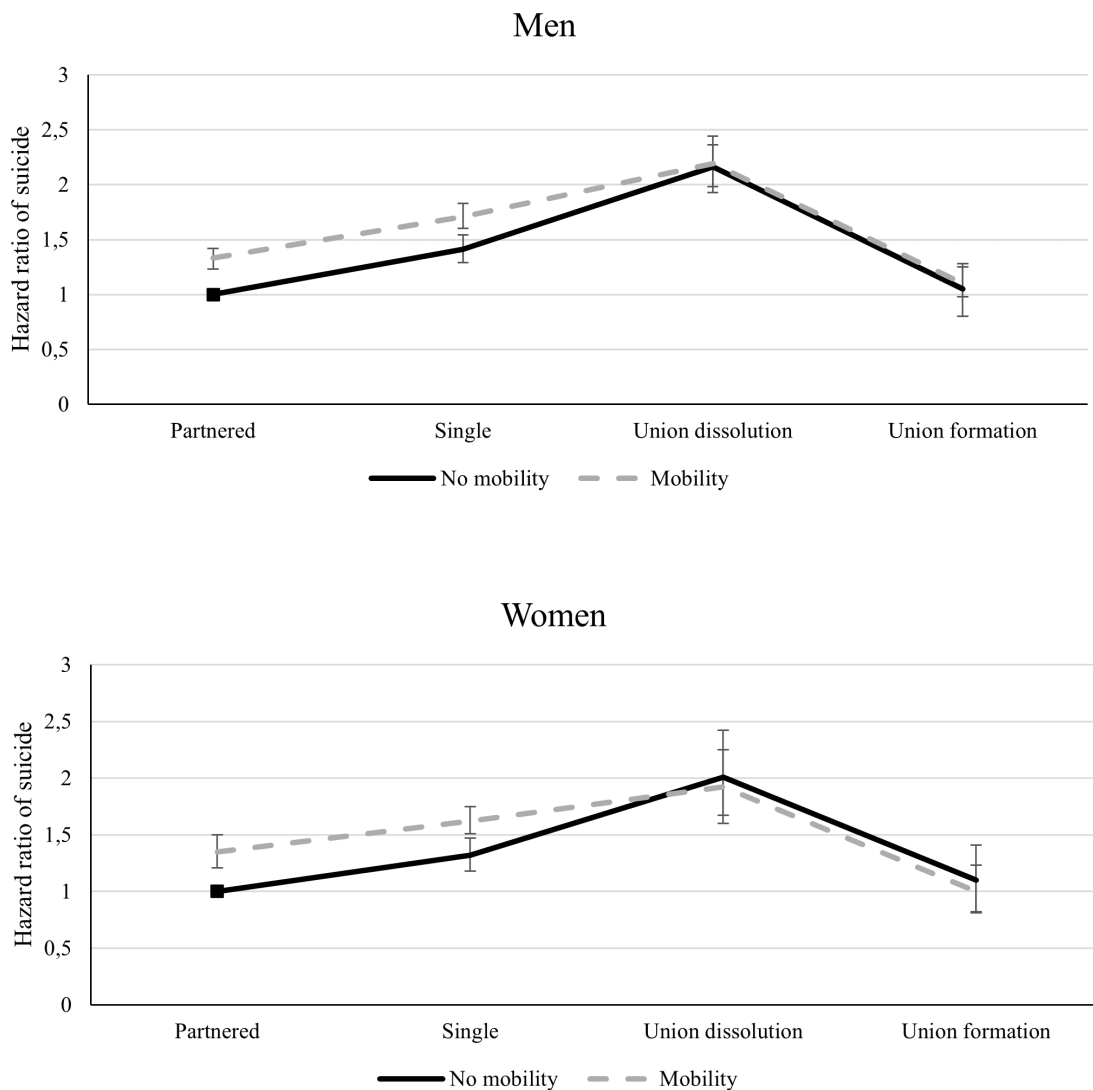 Men
Hazard ratio of suicide
3
2,5
2
1,5
1
0,5
0
Partnered Single Union dissolution Union formation
No mobility Mobility
Women
Hazard ratio of suicide
3
2,5
2
1,5
1
0,5
0
Partnered Single Union dissolution Union formation
No mobility Mobility